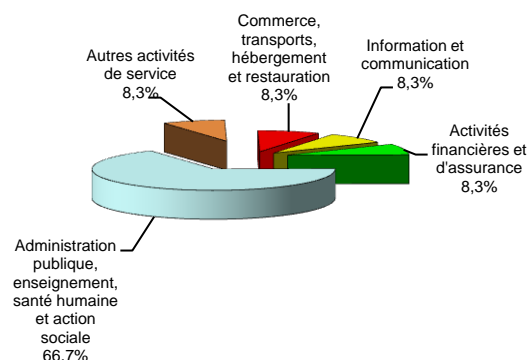 Commerce,
transports,
hébergement
et restauration
8,3%
Information et
communication
8,3%
Autres activités
de service
8,3%
Activités
financières et
d'assurance
8,3%
Administration
publique,
enseignement,
santé humaine
et action
sociale
66,7%